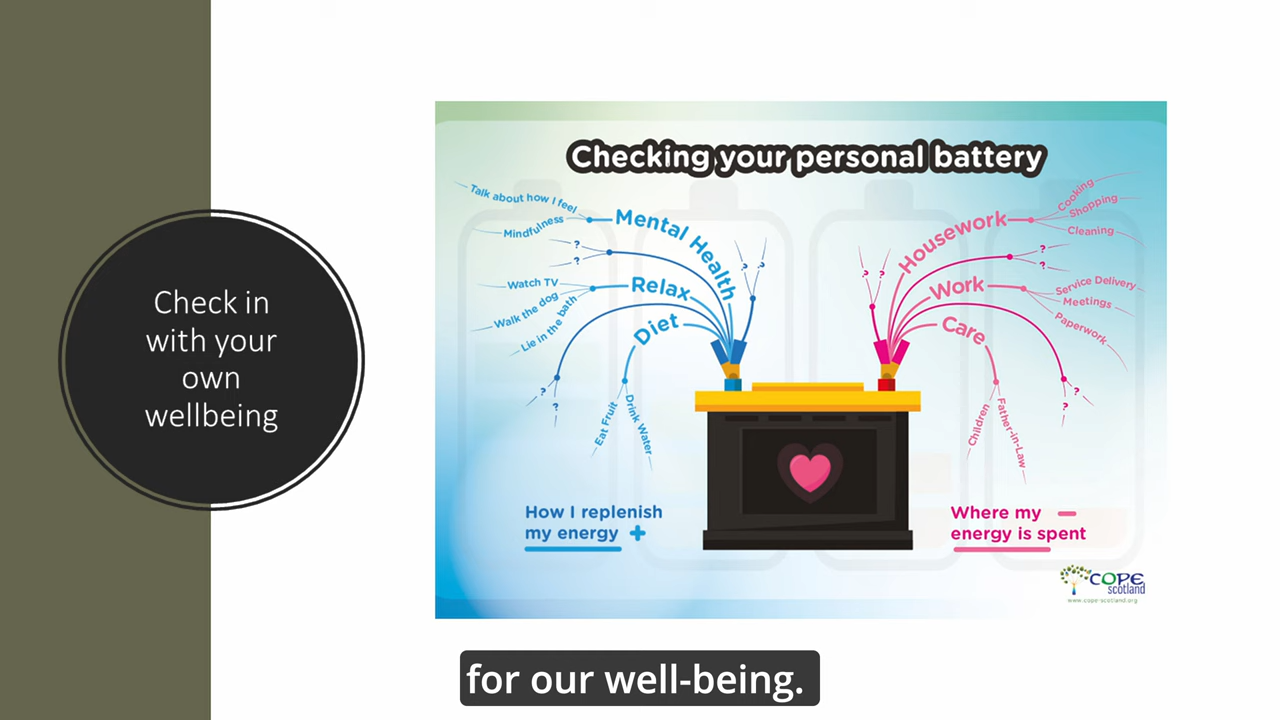 Check in
with your
own
wellbeing
Checking your personal battery
Talk about how I feel
Mindfulness
Mental Health
?
?
Watch TV
Walk the dog
Lie in the bath
Relax
Diet
?
?
Eat Fruit
Drink Water
?
?
How I replenish
my energy +
Housework
Cooking
Shopping
Cleaning
?
?
Work
Service Delivery
Meetings
Paperwork
Care
?
?
Children
Father-in-Law
?
?
Where my -
energy is spent
COPE
scotland
www.cope-scotland.org
for our well-being.